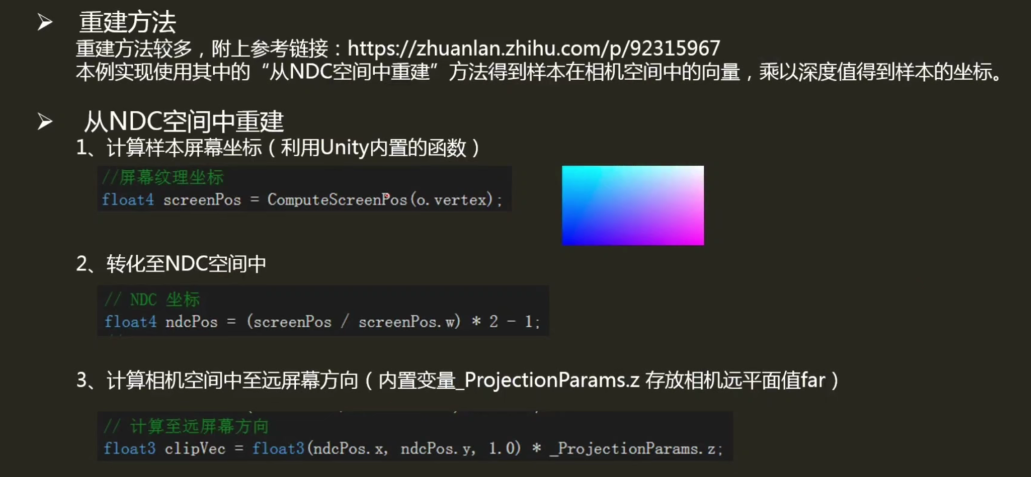 ➢ 重建方法
重建方法较多，附上参考链接：https://zhuanlan.zhihu.com/p/92315967
本例实现使用其中的“从NDC空间中重建”方法得到样本在相机空间中的向量，乘以深度值得到样本的坐标。
➢ 从NDC空间中重建
1、计算样本屏幕坐标（利用Unity内置的函数）
//屏幕纹理坐标
float4 screenPos = ComputeScreenPos(o.vertex);
2、转化至NDC空间中
// NDC 坐标
float4 ndcPos = (screenPos / screenPos.w) * 2 - 1;
3、计算相机空间中至远屏幕方向（内置变量_ProjectionParams.z 存放相机远平面值far）
// 计算至远屏幕方向
float3 clipVec = float3(ndcPos.x, ndcPos.y, 1.0) * _ProjectionParams.z;